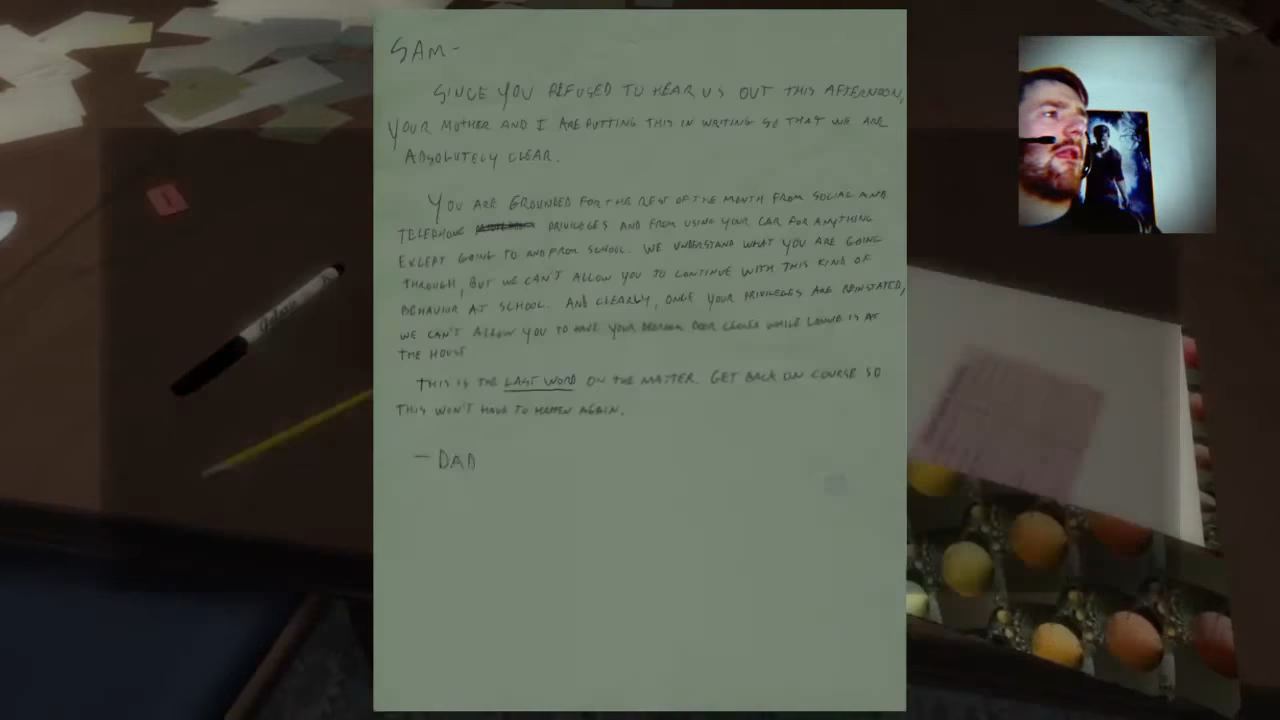 SAM-
SINCE YOU REFUSED TO HEAR US OUT THIS AFTERNOON,
YOUR MOTHER AND I ARE PUTTING THIS IN WRITING SO THAT WE ARE
ABSOLUTELY CLEAR.
YOU ARE GROUNDED FOR THE REST OF THE MONTH FROM SOCIAL AND
TELEPHONE PRIVILEGES AND FROM USING YOUR CAR FOR ANYTHING
EXCEPT GOING TO AND FROM SCHOOL. WE UNDERSTAND WHAT YOU ARE GOING
THROUGH, BUT WE CAN'T ALLOW YOU TO CONTINUE WITH THIS KIND OF
BEHAVIOR AT SCHOOL. AND CLEARLY, ONCE YOUR PRIVILEGES ARE REINSTATED,
WE CAN'T ALLOW YOU TO HAVE YOUR BEDROOM DOOR CLOSED WHILE LONNIE IS AT
THE HOUSE
THIS IS THE LAST WORD ON THE MATTER. GET BACK ON COURSE SO
THIS WON'T HAVE TO HAPPEN AGAIN.
- DAD